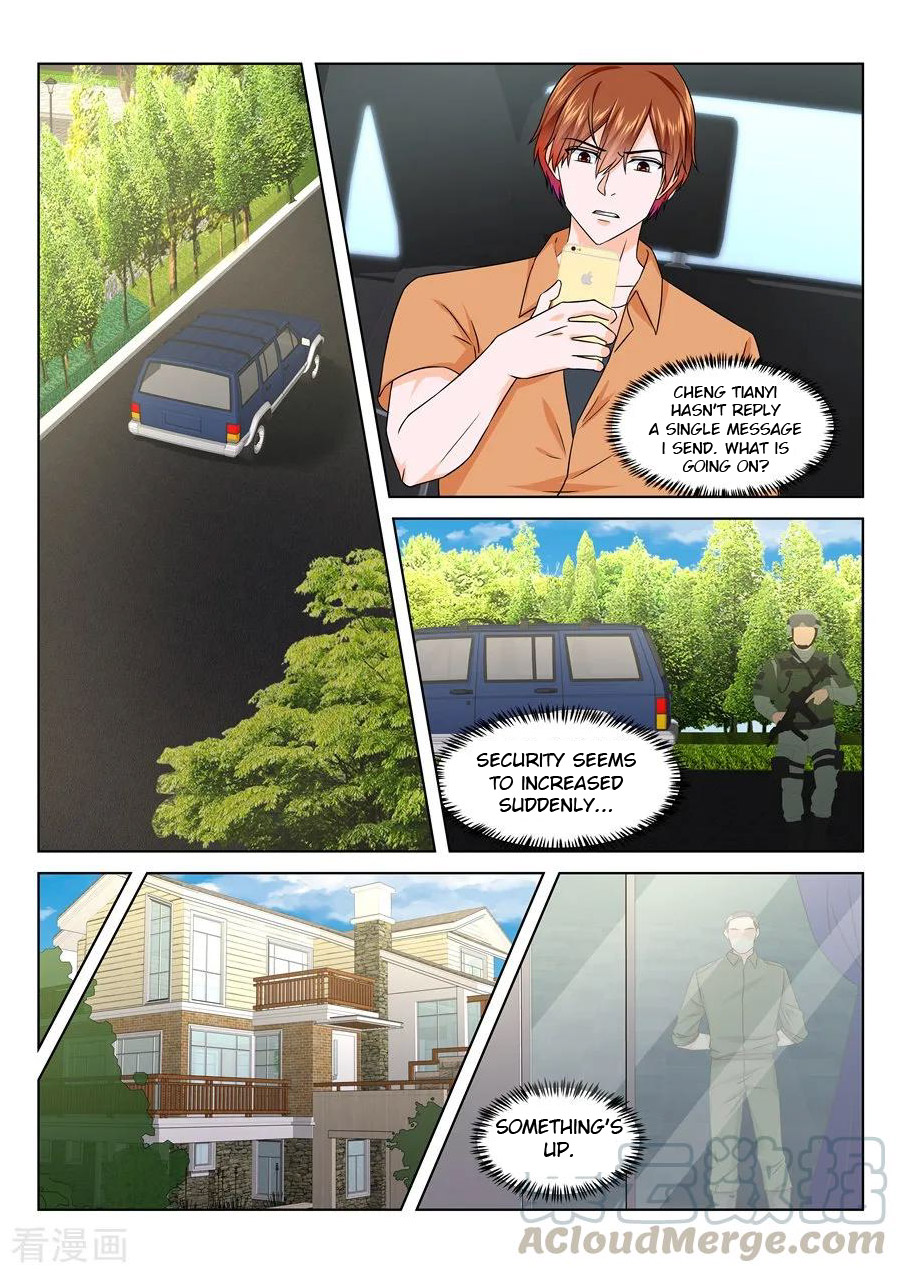 CHENG TIANYI
HASN'T REPLY
A SINGLE MESSAGE
I SEND. WHAT IS
GOING ON?
SECURITY SEEMS
TO INCREASED
SUDDENLY...
SOMETHING'S
UP.
看漫画
ACloudMerge.com